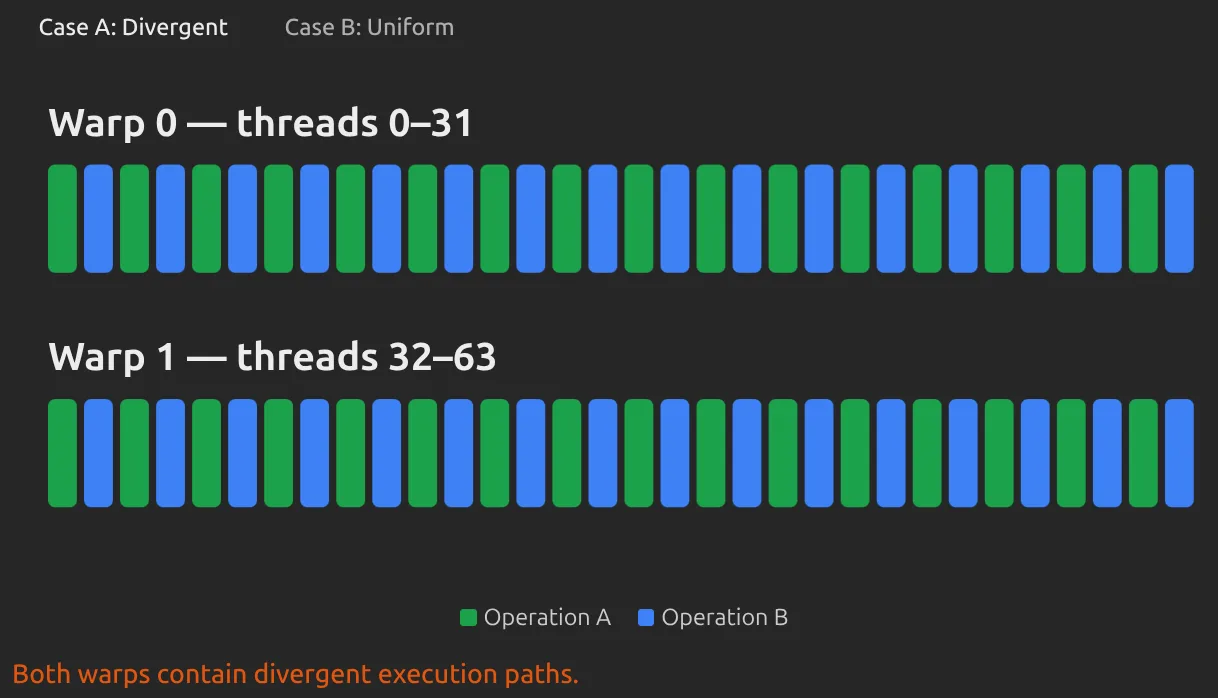 Case A: Divergent Case B: Uniform
Warp 0 — threads 0–31
Warp 1 — threads 32–63
Operation A Operation B
Both warps contain divergent execution paths.